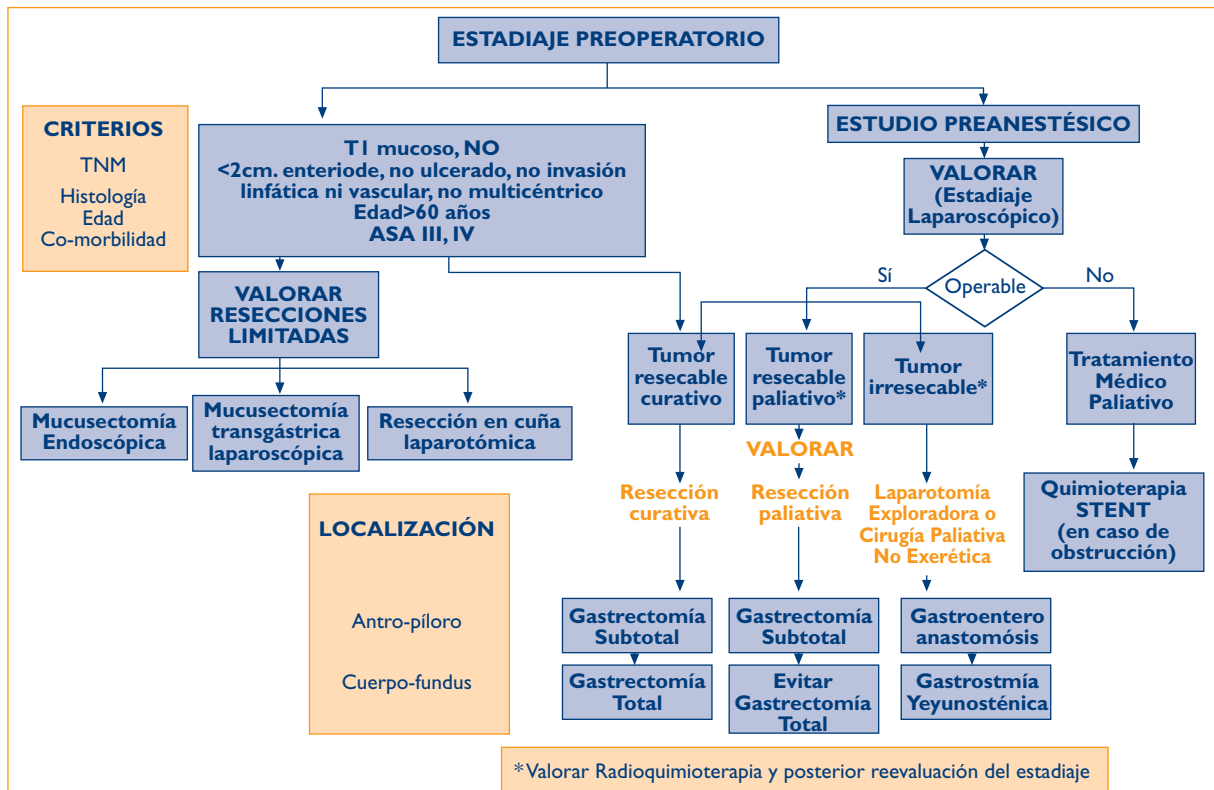 ESTADIAJE PREOPERATORIO
CRITERIOS
TNM
Histología
Edad
Co-morbilidad
T1 mucoso, NO
<2cm. enteriode, no ulcerado, no invasión
linfática ni vascular, no multicéntrico
Edad>60 años
ASA III, IV
ESTUDIO PREANESTÉSICO
VALORAR
(Estadiaje
Laparoscópico)
Sí
Operable
No
VALORAR
RESECCIONES
LIMITADAS
Mucusectomía
Endoscópica
Mucusectomía
transgástrica
laparoscópica
Resección en cuña
laparotómica
Tumor
resecable
curativo
Tumor
resecable
paliativo*
Tumor
irresecable*
Tratamiento
Médico
Paliativo
VALORAR
Resección
curativa
Resección
paliativa
Laparotomía
Exploradora o
Cirugía Paliativa
No Exerética
Quimioterapia
STENT
(en caso de
obstrucción)
LOCALIZACIÓN
Antro-píloro
Cuerpo-fundus
Gastrectomía
Subtotal
Gastrectomía
Subtotal
Gastroentero
anastomósis
Gastrectomía
Total
Evitar
Gastrectomía
Total
Gastrostmía
Yeyunosténica
* Valorar Radioquimioterapia y posterior reevaluación del estadiaje